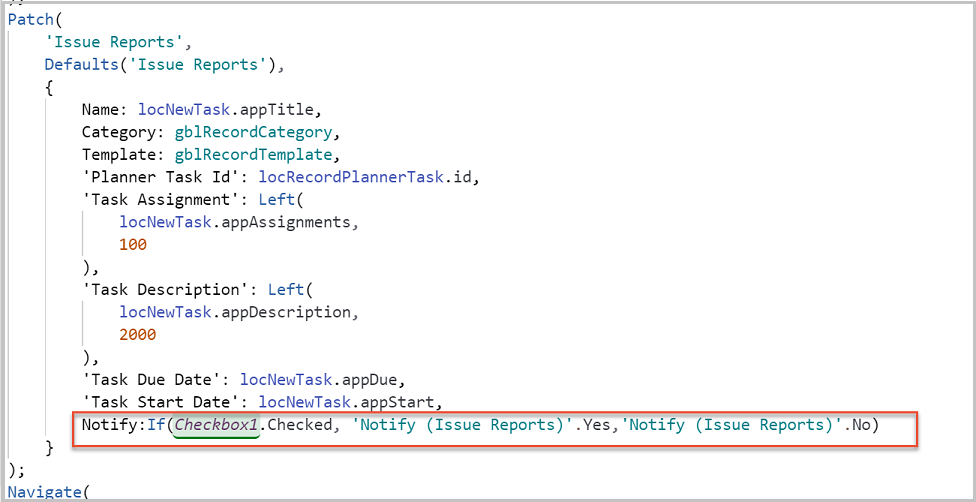 );
Patch(
'Issue Reports',
Defaults('Issue Reports'),
{
Name: locNewTask.appTitle,
Category: gblRecordCategory,
Template: gblRecordTemplate,
'Planner Task Id': locRecordPlannerTask.id,
'Task Assignment': Left(
locNewTask.appAssignments,
100
),
'Task Description': Left(
locNewTask.appDescription,
2000
),
'Task Due Date': locNewTask.appDue,
'Task Start Date': locNewTask.appStart,
Notify:If(Checkbox1.Checked, 'Notify (Issue Reports)'.Yes,'Notify (Issue Reports)'.No)
}
);
Navigate(